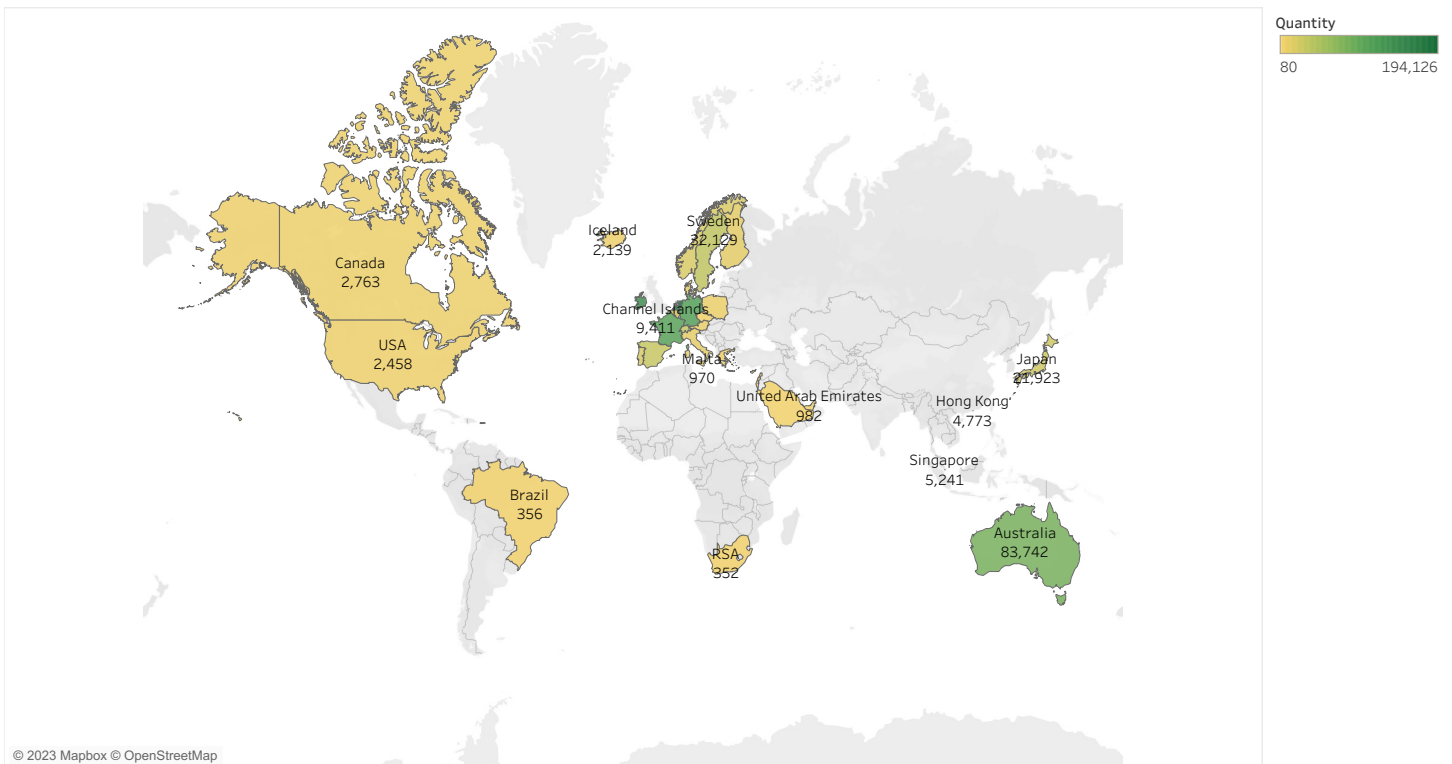 Quantity
80 194,126
Iceland
2,139
Sweden
32,129
Canada
2,763
Channel Islands
9,411
USA
2,458
Malta
970
Japan
21,923
United Arab Emirates
982
Hong Kong
4,773
Singapore
5,241
Brazil
356
Australia
83,742
RSA
352
© 2023 Mapbox © OpenStreetMap